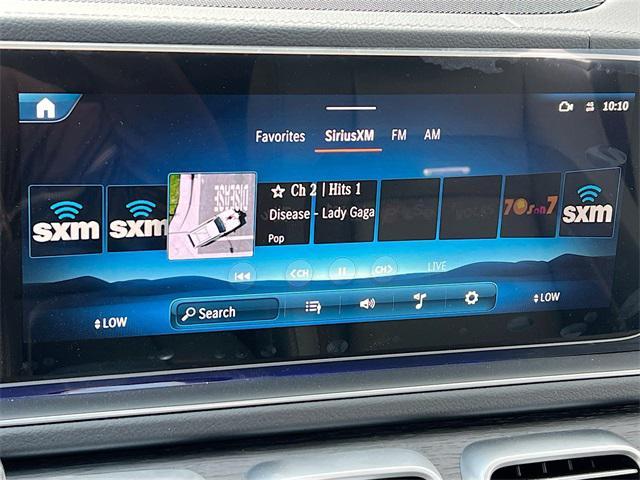 10:10
Favorites SiriusXM FM AM
sxm
sxm
DISEASE
☆ Ch 2 | Hits 1
Disease - Lady Gaga
Pop
70s on 7
sxm
<CH CH> LIVE
Search
LOW
LOW